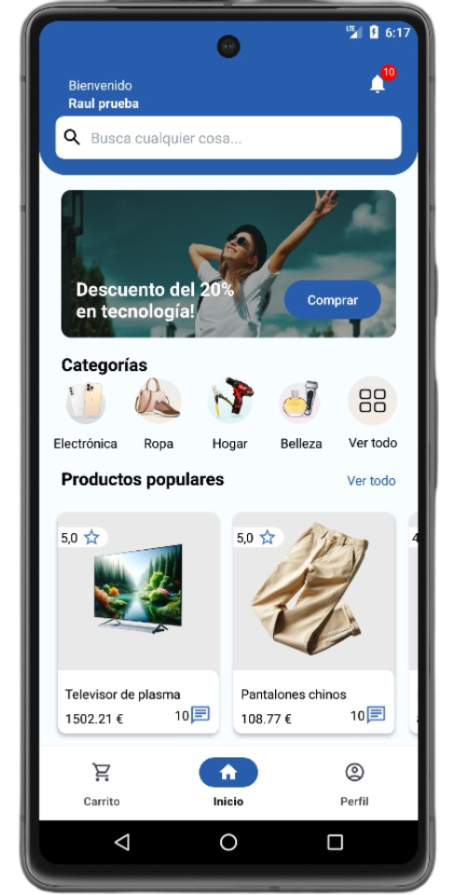 LTE 6:17
Bienvenido
10
Raul prueba
Busca cualquier cosa...
Descuento del 20%
en tecnología!
Comprar
Categorías
Electrónica Ropa Hogar Belleza Ver todo
Productos populares Ver todo
5,0 5,0 4
Televisor de plasma Pantalones chinos
1502.21 € 10 108.77 € 10
Carrito Inicio Perfil